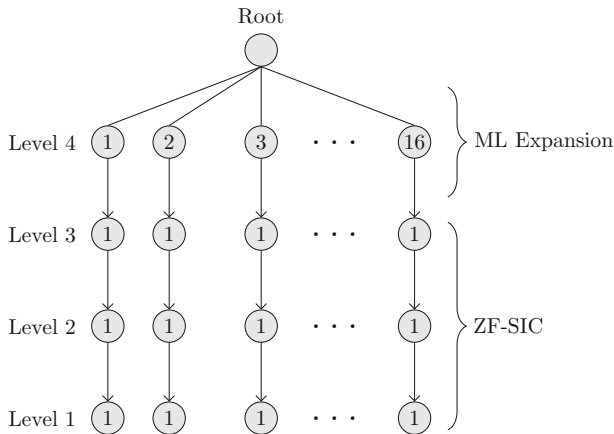 Root
Level 4 1 2 3 · · · 16 ML Expansion
Level 3 1 1 1 · · · 1
Level 2 1 1 1 · · · 1 ZF-SIC
Level 1 1 1 1 · · · 1